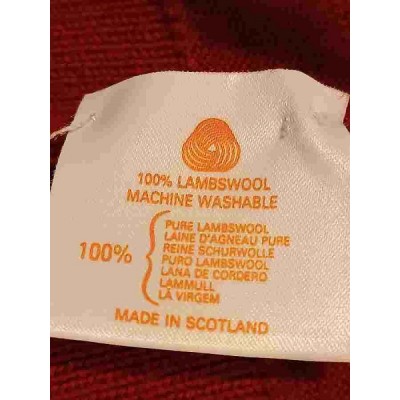 100% LAMBSWOOL
MACHINE WASHABLE
100%
PURE LAMBSWOOL
LAINE D'AGNEAU PURE
REINE SCHURWOLLE
PURO LAMBSWOOL
LANA DE CORDERO
LAMMULL
LÂ VIRGEM
MADE IN SCOTLAND